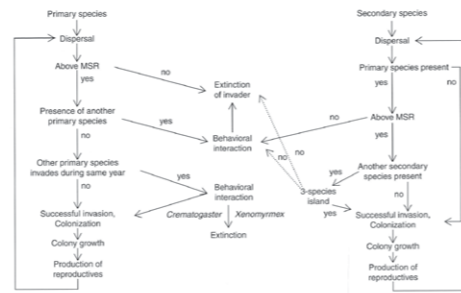 Primary species
Dispersal
Above MSR
no
yes
Presence of another
primary species
yes
no
Other primary species
invades during same year
yes
no
Successful invasion,
Colonization
Colony growth
Production of
reproductives
Extinction
of invader
Behavioral
interaction
no
no
Behavioral
interaction
Crematogaster
Xenomyrmex
Extinction
3-species
island
yes
Secondary species
Dispersal
Primary species present
yes
no
Above MSR
no
yes
Another secondary
species present
yes
no
Successful invasion,
Colonization
Colony growth
Production of
reproductives